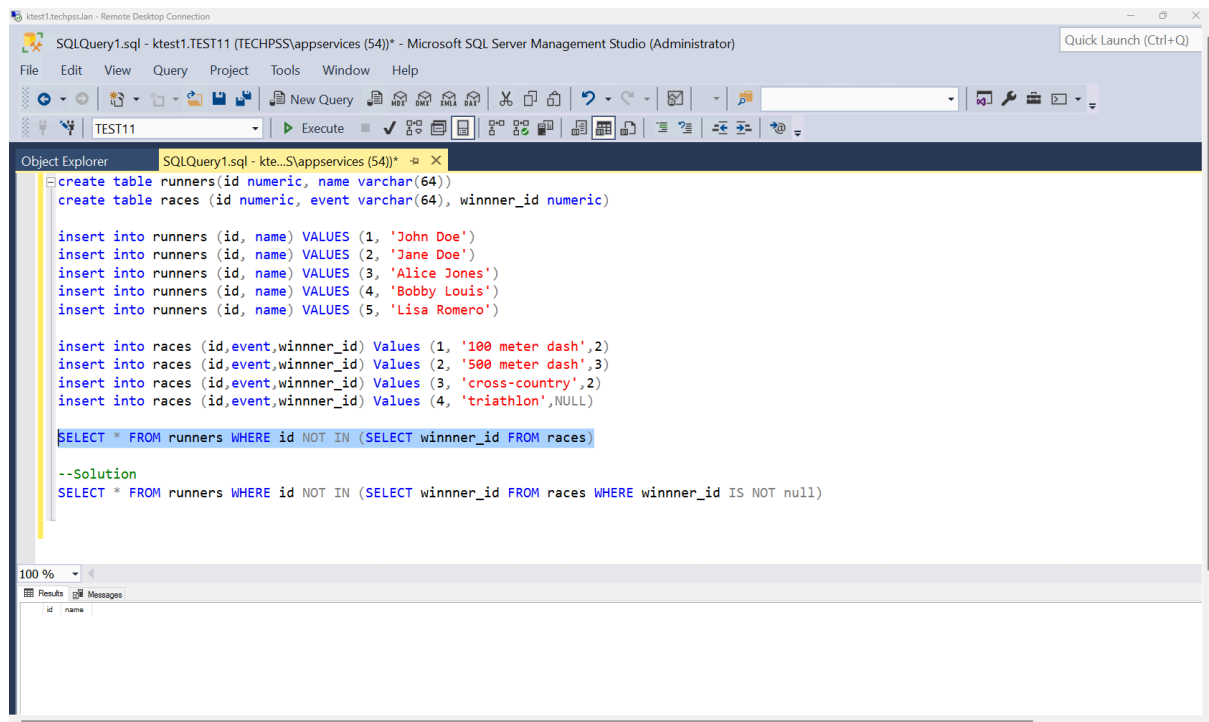 ktest1.techpss.lan - Remote Desktop Connection
SQLQuery1.sql - ktest1.TEST11 (TECHPSS\appservices (54))* - Microsoft SQL Server Management Studio (Administrator)
Quick Launch (Ctrl+Q)
File Edit View Query Project Tools Window Help
New Query MDX DMX XMLA DAX
TEST11 Execute
Object Explorer SQLQuery1.sql - kte...S\appservices (54))*
create table runners(id numeric, name varchar(64))
create table races (id numeric, event varchar(64), winnner_id numeric)
insert into runners (id, name) VALUES (1, 'John Doe')
insert into runners (id, name) VALUES (2, 'Jane Doe')
insert into runners (id, name) VALUES (3, 'Alice Jones')
insert into runners (id, name) VALUES (4, 'Bobby Louis')
insert into runners (id, name) VALUES (5, 'Lisa Romero')
insert into races (id,event,winnner_id) Values (1, '100 meter dash',2)
insert into races (id,event,winnner_id) Values (2, '500 meter dash',3)
insert into races (id,event,winnner_id) Values (3, 'cross-country',2)
insert into races (id,event,winnner_id) Values (4, 'triathlon',NULL)
SELECT * FROM runners WHERE id NOT IN (SELECT winnner_id FROM races)
--Solution
SELECT * FROM runners WHERE id NOT IN (SELECT winnner_id FROM races WHERE winnner_id IS NOT null)
100 %
Results Messages
id name